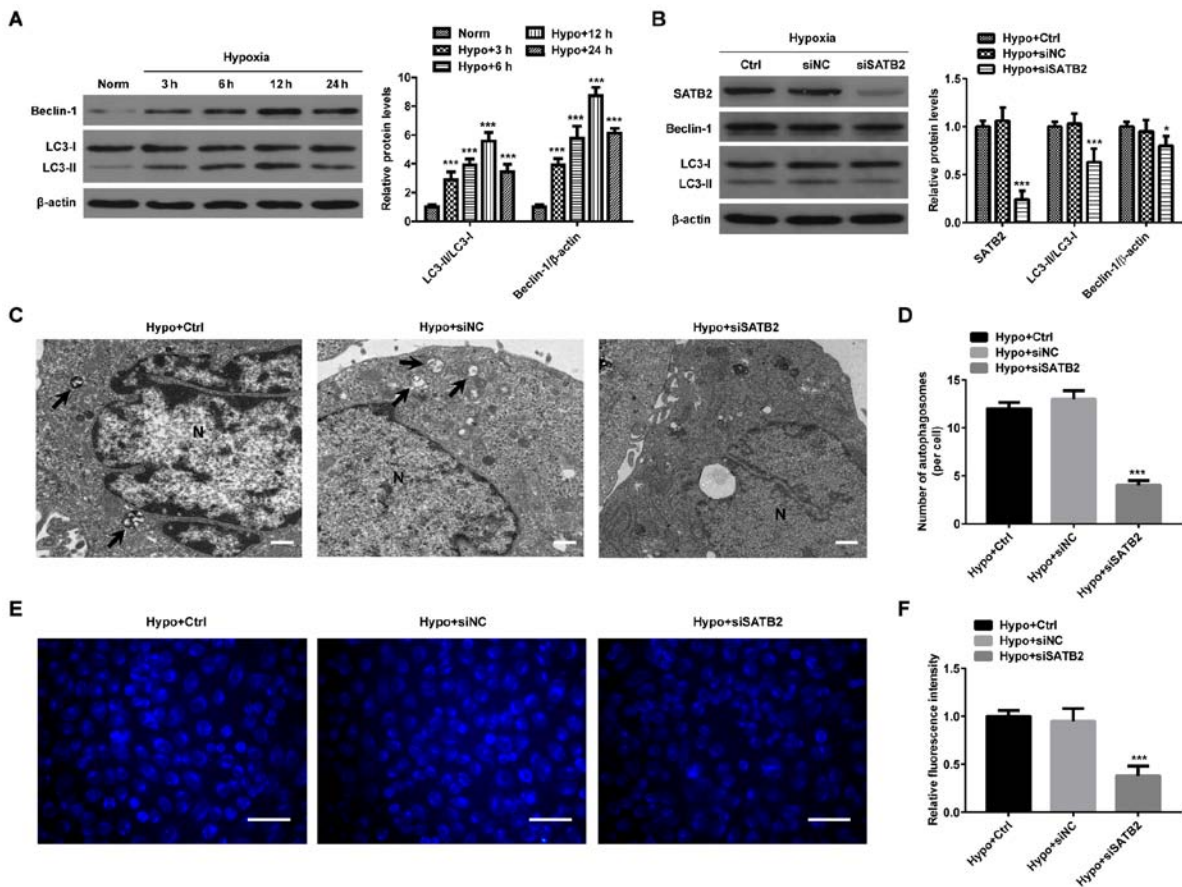 A
Hypoxia
Norm 3 h 6 h 12 h 24 h
Beclin-1
LC3-I
LC3-II
β-actin
Norm
Hypo+3 h
Hypo+6 h
Hypo+12 h
Hypo+24 h
Relative protein levels
10
8
6
4
2
0
*** *** *** ***
*** *** *** ***
LC3-II/LC3-I
Beclin-1/β-actin
B
Hypoxia
Ctrl siNC siSATB2
SATB2
Beclin-1
LC3-I
LC3-II
β-actin
Hypo+Ctrl
Hypo+siNC
Hypo+siSATB2
Relative protein levels
1.5
1.0
0.5
0.0
*** *** *
SATB2
LC3-II/LC3-I
Beclin-1/β-actin
C
Hypo+Ctrl Hypo+siNC Hypo+siSATB2
N
N
N
D
Hypo+Ctrl
Hypo+siNC
Hypo+siSATB2
Number of autophagosomes
(per cell)
15
10
5
0
***
Hypo+Ctrl
Hypo+siNC
Hypo+siSATB2
E
Hypo+Ctrl Hypo+siNC Hypo+siSATB2
F
Hypo+Ctrl
Hypo+siNC
Hypo+siSATB2
Relative fluorescence intensity
1.5
1.0
0.5
0.0
***
Hypo+Ctrl
Hypo+siNC
Hypo+siSATB2